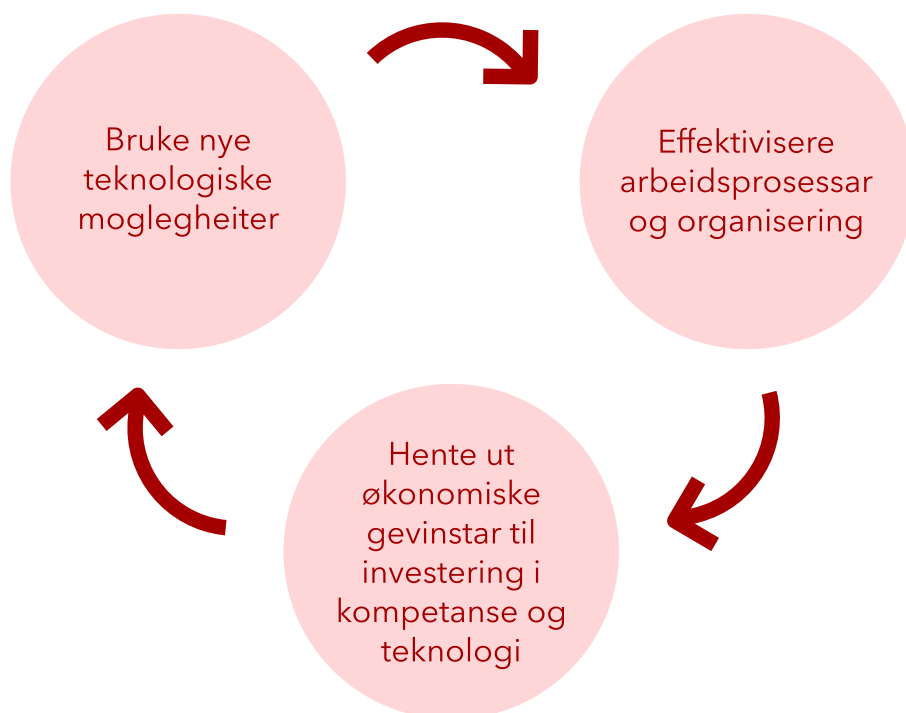 Bruke nye
teknologiske
moglegheiter
Effektivisere
arbeidsprosessar
og organisering
Hente ut
økonomiske
gevinstar til
investering i
kompetanse og
teknologi